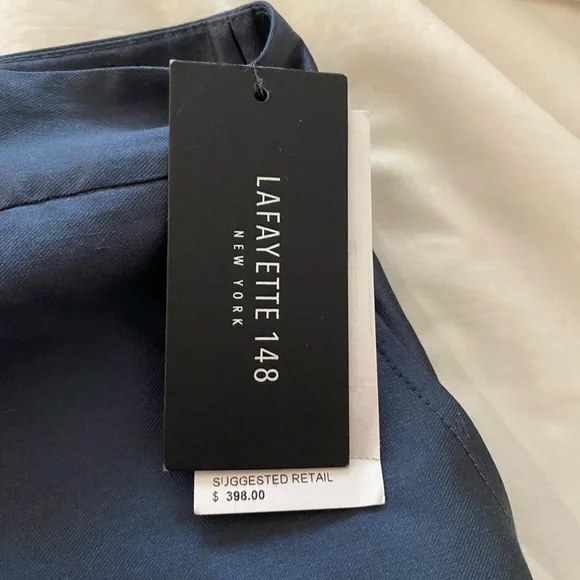 LAFAYETTE 148
NEW YORK
SUGGESTED RETAIL
$ 398.00